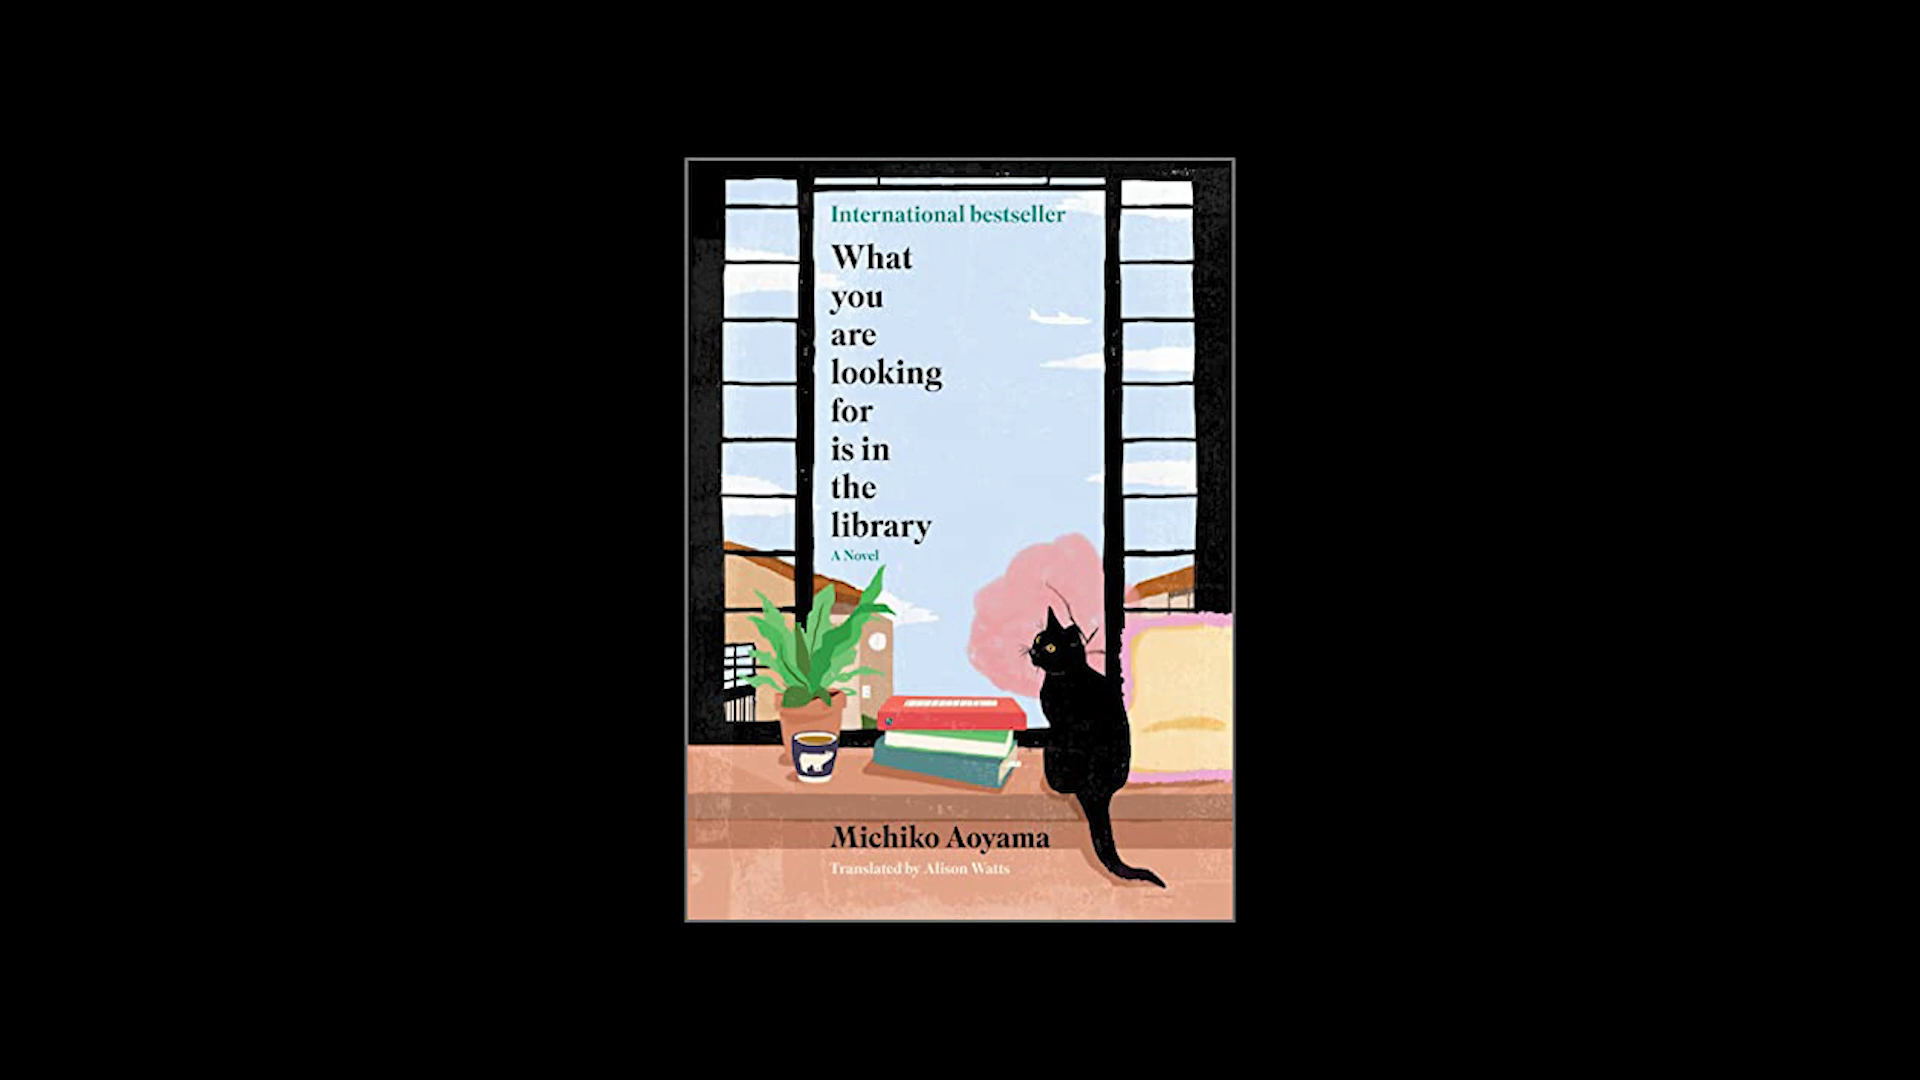 International bestseller
What
you
are
looking
for
is in
the
library
A Novel
Michiko Aoyama
Translated by Alison Watts